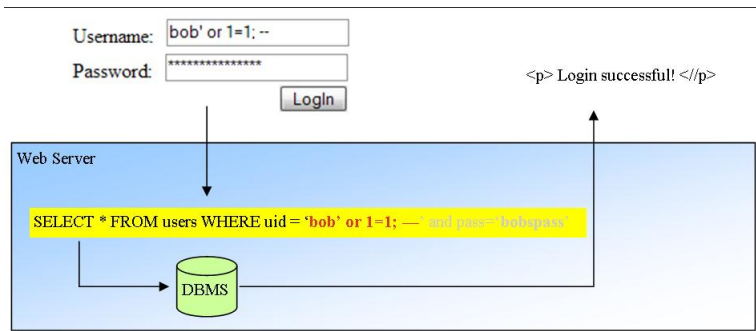 Username: bob' or 1=1; --
Password: ***************
LogIn
<p> Login successful! <//p>
Web Server
SELECT * FROM users WHERE uid = ‘bob’ or 1=1; —’ and pass=‘bobspass’
DBMS